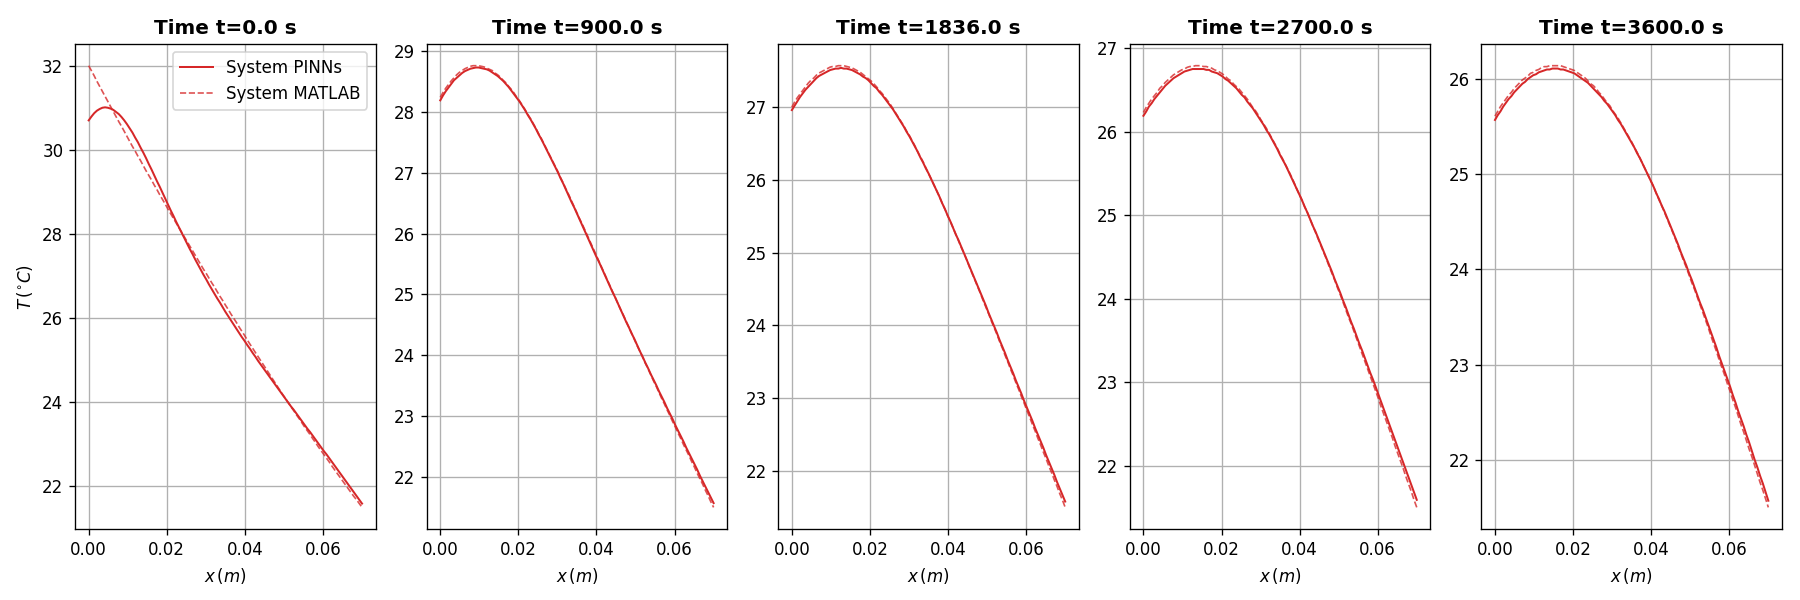 Time t=0.0 s
Time t=900.0 s
Time t=1836.0 s
Time t=2700.0 s
Time t=3600.0 s
System PINNs
System MATLAB
T (°C)
32
30
28
26
24
22
0.00 0.02 0.04 0.06
x (m)
29
28
27
26
25
24
23
22
0.00 0.02 0.04 0.06
x (m)
27
26
25
24
23
22
0.00 0.02 0.04 0.06
x (m)
27
26
25
24
23
22
0.00 0.02 0.04 0.06
x (m)
26
25
24
23
22
0.00 0.02 0.04 0.06
x (m)